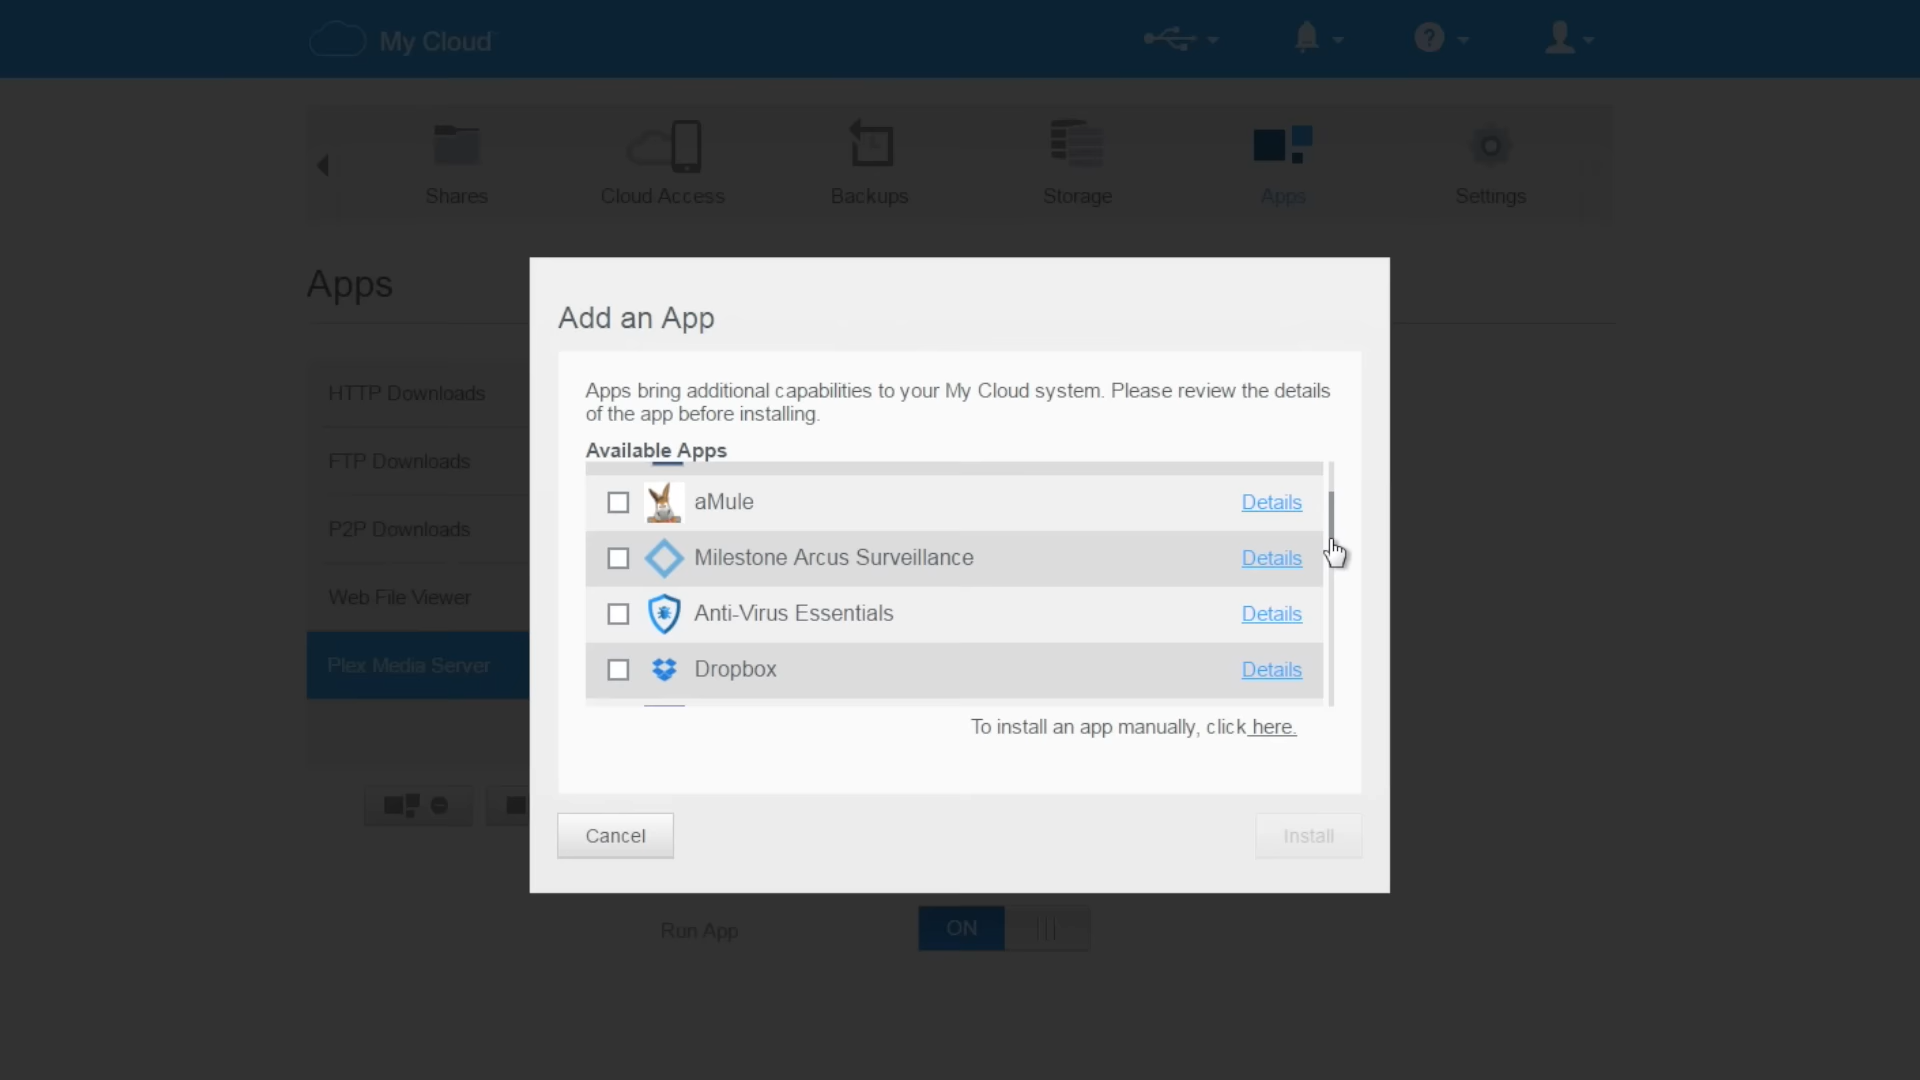 My Cloud
Shares
Cloud Access
Backups
Storage
Apps
Settings
Apps
HTTP Downloads
FTP Downloads
P2P Downloads
Web File Viewer
Plex Media Server
Add an App
Apps bring additional capabilities to your My Cloud system. Please review the details
of the app before installing.
Available Apps
aMule Details
Milestone Arcus Surveillance Details
Anti-Virus Essentials Details
Dropbox Details
To install an app manually, click here.
Cancel
Install
Run App
ON